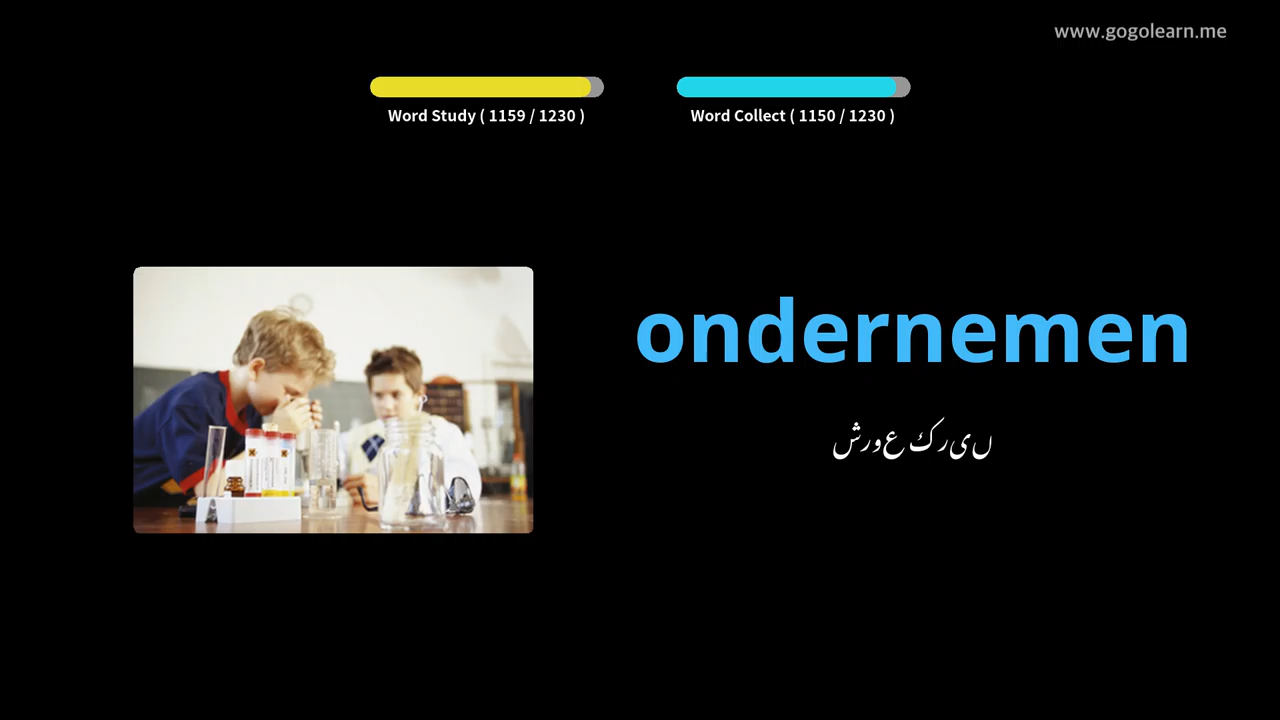 www.gogolearn.me
Word Study ( 1159 / 1230 )
Word Collect ( 1150 / 1230 )
ondernemen
شروع کریں